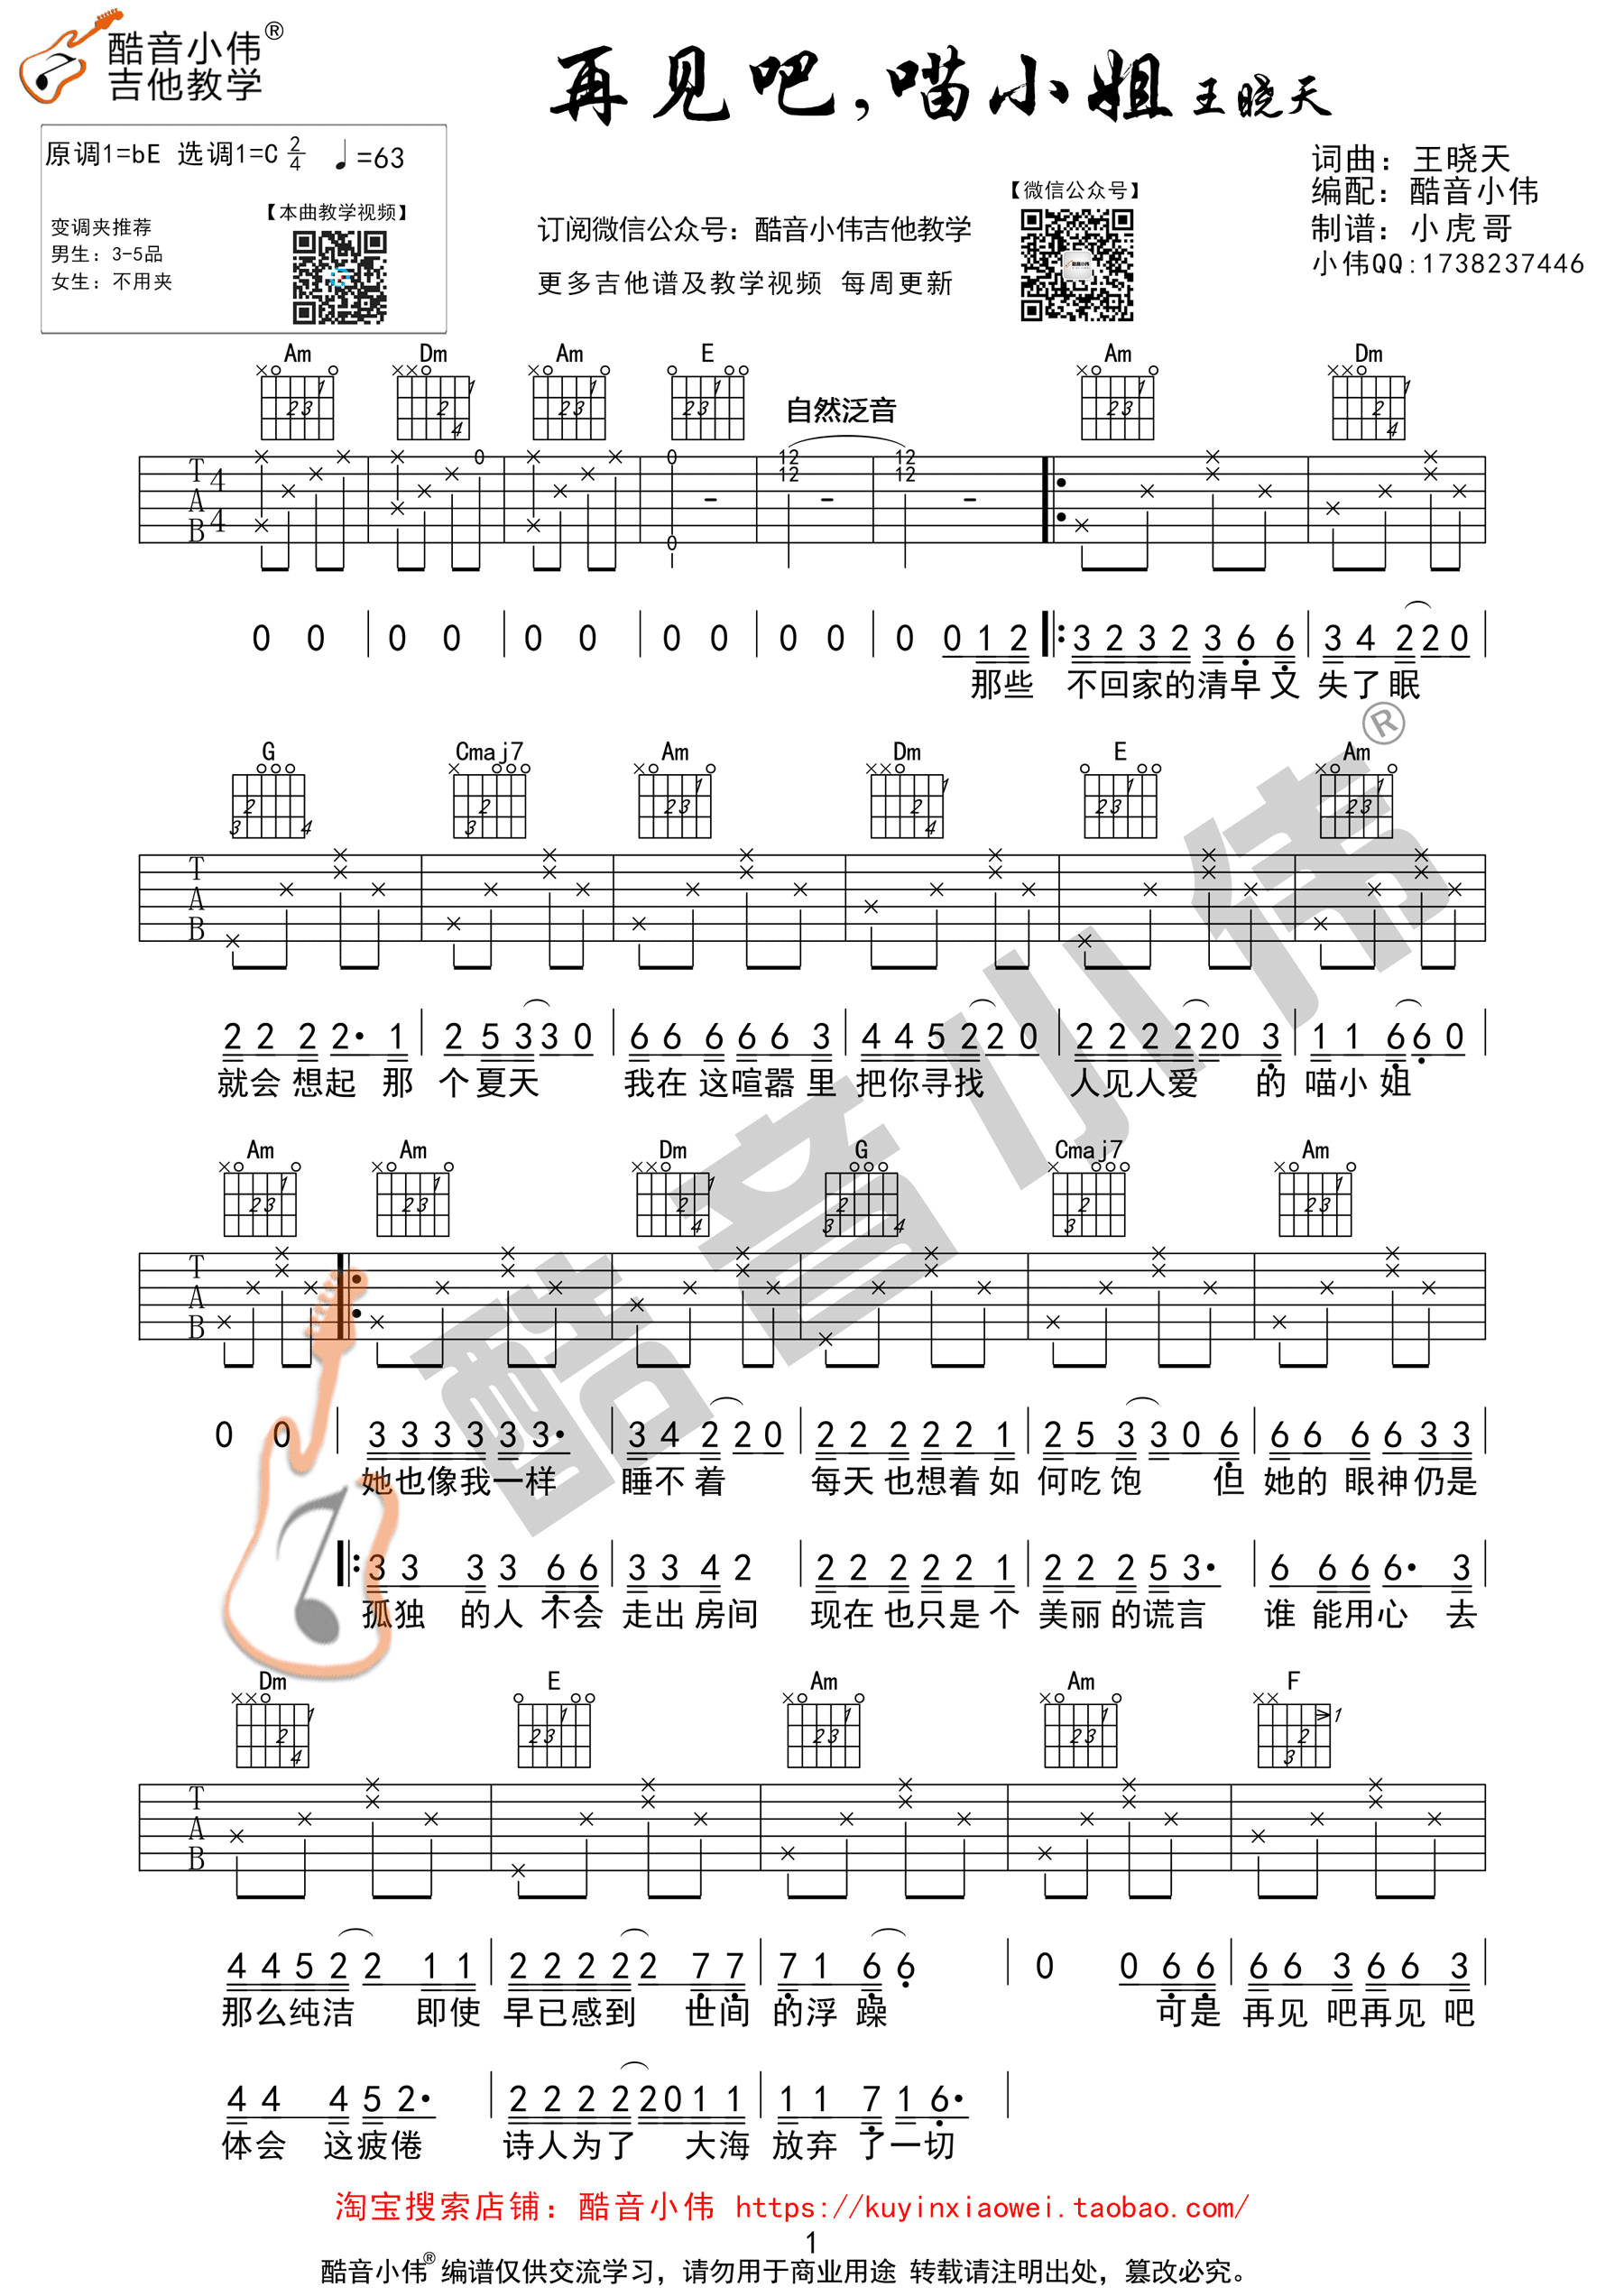 酷音小伟®
吉他教学
再见吧,喵小姐 王晓天
原调1=bE 选调1=C 2/4 ♩=63
变调夹推荐
男生：3-5品
女生：不用夹
【本曲教学视频】
订阅微信公众号：酷音小伟吉他教学
更多吉他谱及教学视频 每周更新
【微信公众号】
词曲：王晓天
编配：酷音小伟
制谱：小虎哥
小伟QQ:1738237446
Am Dm Am E Am Dm
自然泛音
T A B 4/4 0 0 0 12 12 12 12
0 0 | 0 0 | 0 0 | 0 0 | 0 0 | 0 0 1 2 |: 3 2 3 2 3 6 6 | 3 4 2 2 0 |
那些 不回家的清早又 失了眠
G Cmaj7 Am Dm E Am
T A B
2 2 2 2· 1 | 2 5 3 3 0 | 6 6 6 6 6 3 | 4 4 5 2 2 0 | 2 2 2 2 2 0 3 | 1 1 6 6 0
就会想起 那 个夏天 我在这喧嚣里 把你寻找 人见人爱 的 喵小姐
Am Am Dm G Cmaj7 Am
T A B
0 0 | 3 3 3 3 3 3· | 3 4 2 2 0 | 2 2 2 2 2 1 | 2 5 3 3 0 6 | 6 6 6 6 3 3 |
她也像我一样 睡不着 每天也想着如 何吃饱 但 她的眼神仍是
|: 3 3 3 3 6 6 | 3 3 4 2 | 2 2 2 2 2 1 | 2 2 2 5 3· | 6 6 6 6· 3 |
孤独 的人 不会 走出房间 现在也只是个 美丽的谎言 谁 能用心 去
Dm E Am Am F
T A B
4 4 5 2 2 1 1 | 2 2 2 2 2 7 7 | 7 1 6 6 | 0 0 6 6 | 6 6 3 6 6 3 |
那么纯洁 即使 早已感到 世间 的浮躁 可是 再见 吧再见 吧
4 4 4 5 2· | 2 2 2 2 2 0 1 1 | 1 1 7 1 6· |
体会 这疲倦 诗人为了 大海 放弃 了一切
酷音小伟®
淘宝搜索店铺：酷音小伟 https://kuyinxiaowei.taobao.com/
1
酷音小伟® 编谱仅供交流学习，请勿用于商业用途 转载请注明出处，篡改必究。